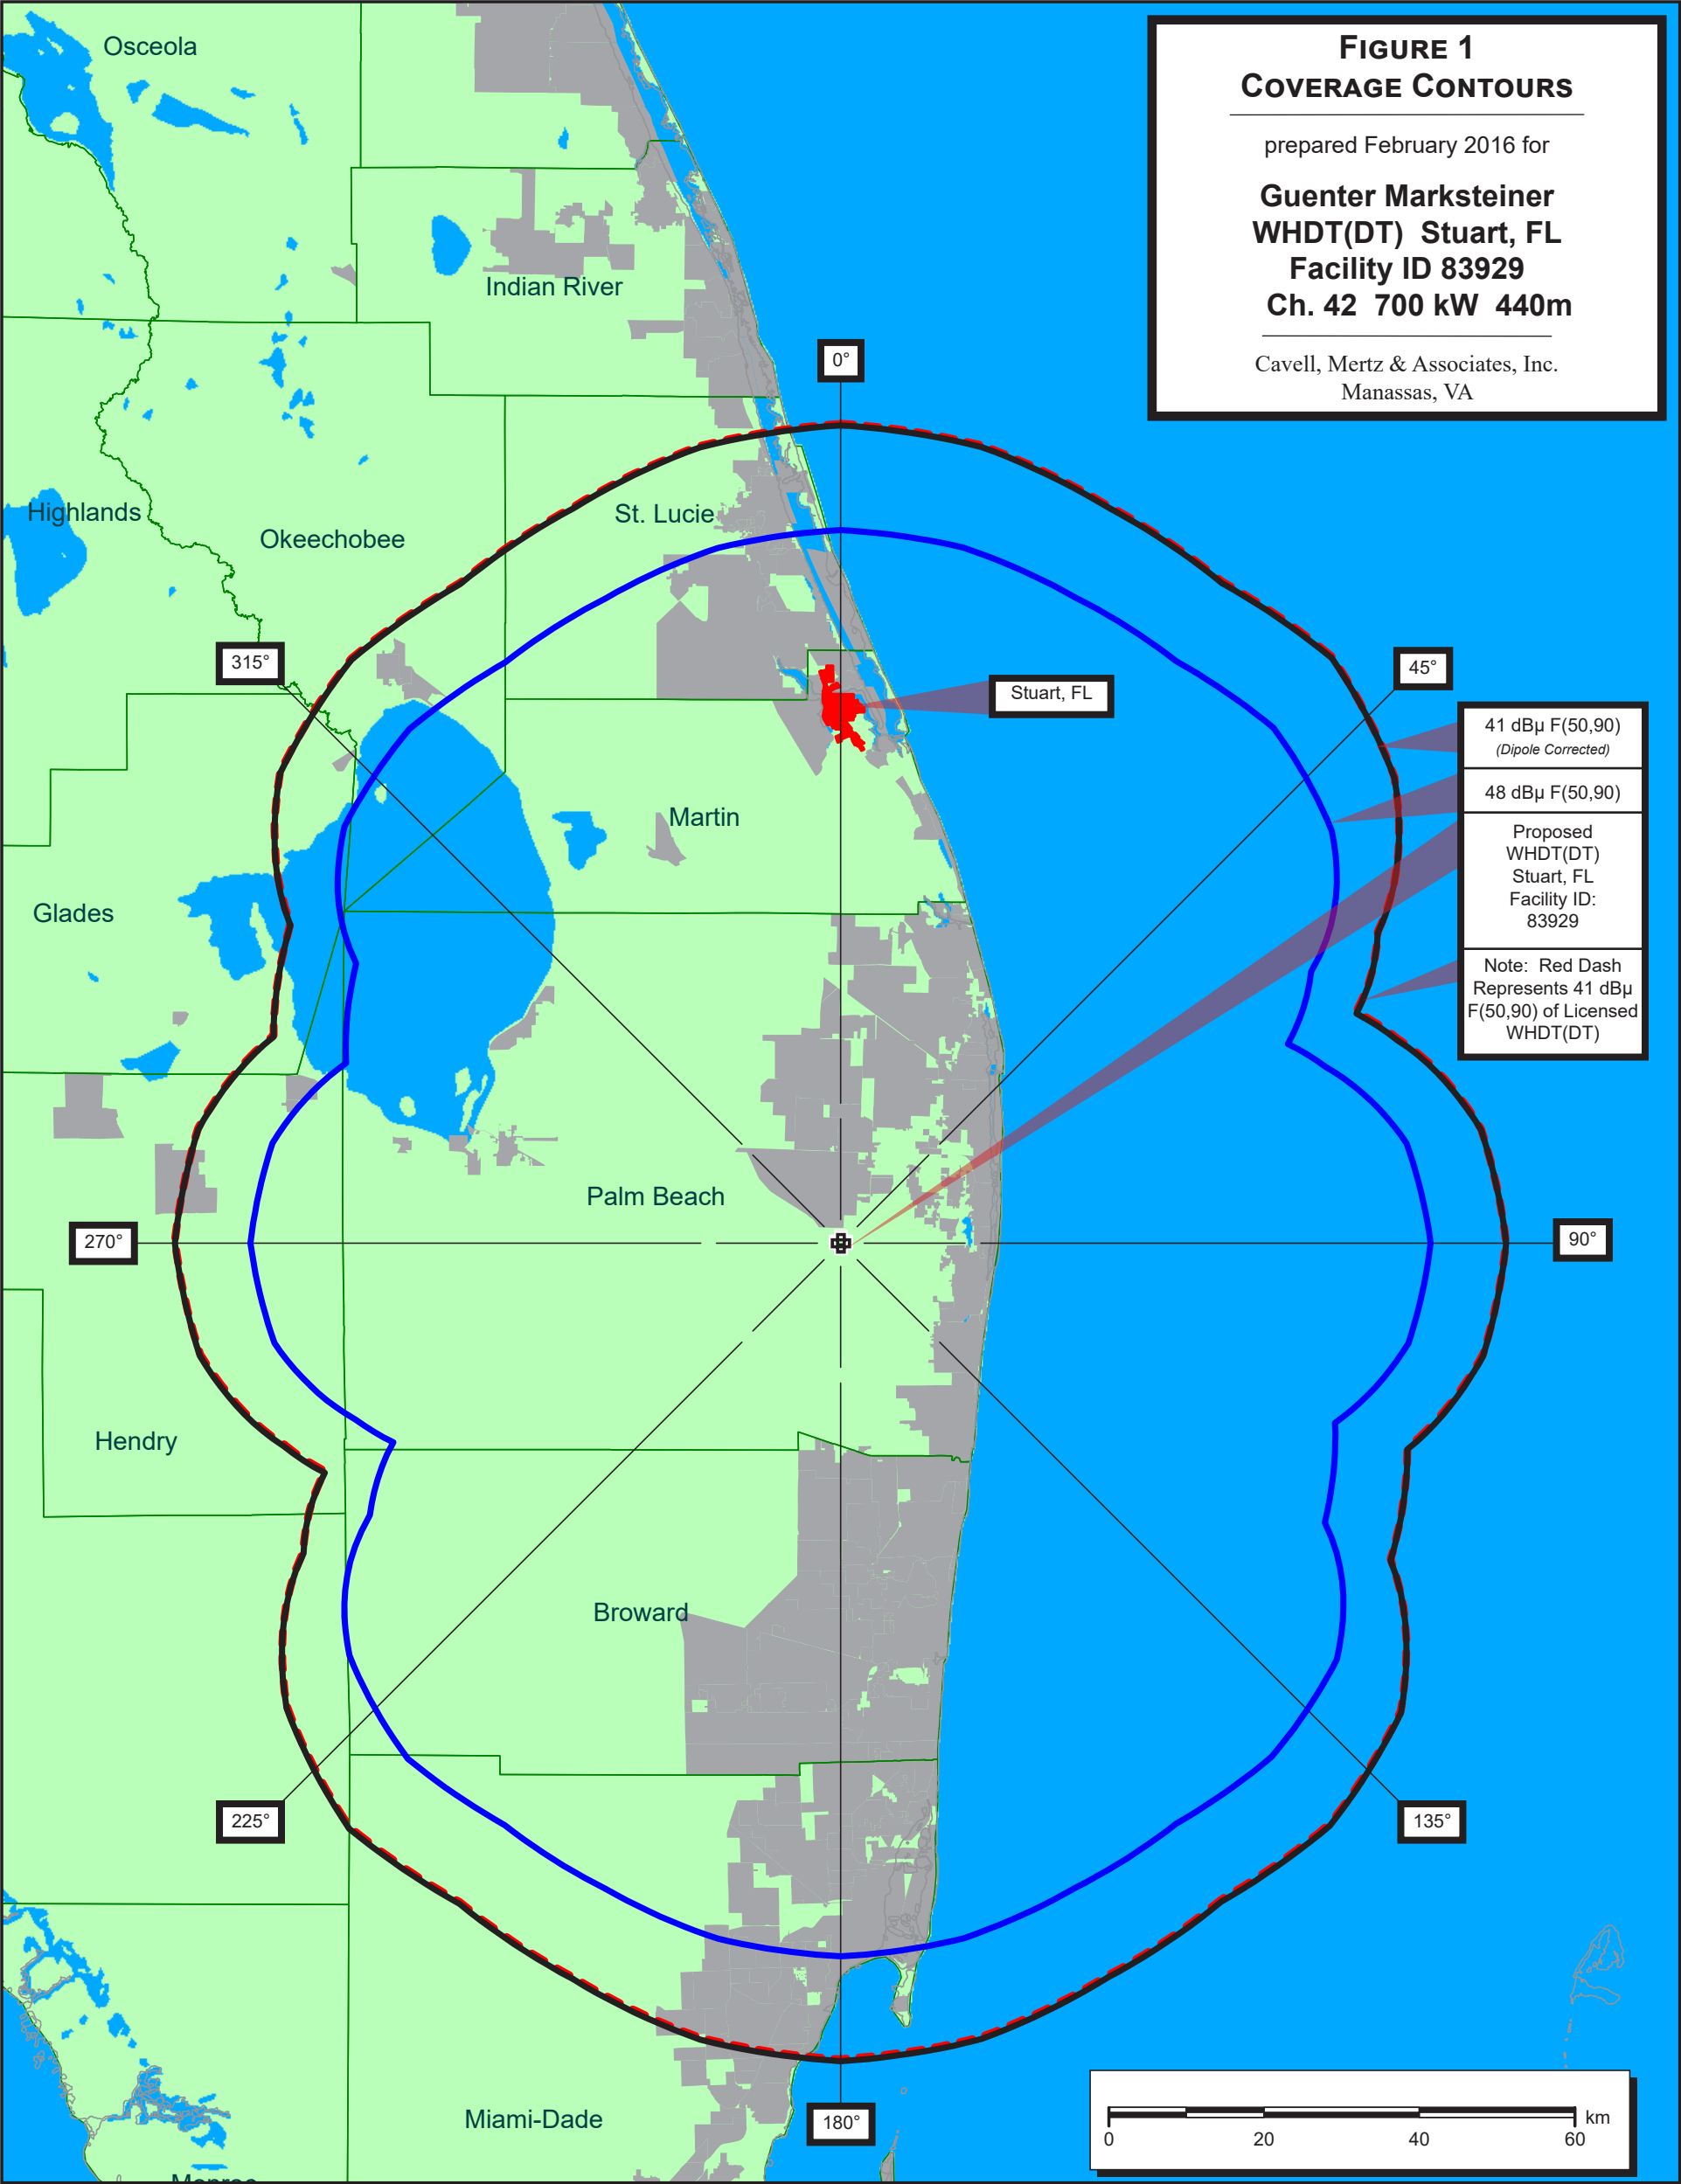 FIGURE 1
COVERAGE CONTOURS
prepared February 2016 for
Guenter Marksteiner
WHDT(DT) Stuart, FL
Facility ID 83929
Ch. 42 700 kW 440m
Cavell, Mertz & Associates, Inc.
Manassas, VA
Osceola
Indian River
0°
Highlands
Okeechobee
St. Lucie
315°
45°
Stuart, FL
41 dBµ F(50,90)
(Dipole Corrected)
48 dBµ F(50,90)
Proposed
WHDT(DT)
Stuart, FL
Facility ID:
83929
Note: Red Dash
Represents 41 dBµ
F(50,90) of Licensed
WHDT(DT)
Martin
Glades
Palm Beach
270°
90°
Hendry
Broward
225°
135°
Miami-Dade
180°
km
0 20 40 60
Monroe